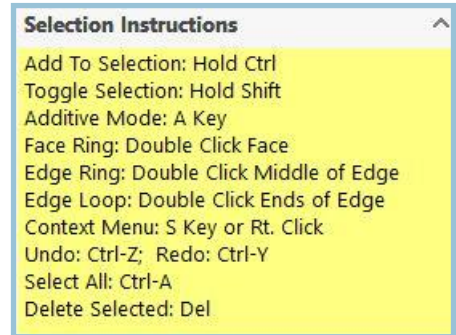 Selection Instructions
Add To Selection: Hold Ctrl
Toggle Selection: Hold Shift
Additive Mode: A Key
Face Ring: Double Click Face
Edge Ring: Double Click Middle of Edge
Edge Loop: Double Click Ends of Edge
Context Menu: S Key or Rt. Click
Undo: Ctrl-Z;  Redo: Ctrl-Y
Select All: Ctrl-A
Delete Selected: Del